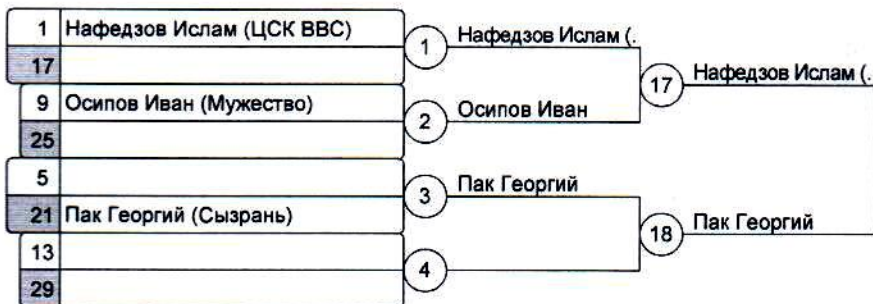 1 Нафедзов Ислам (ЦСК ВВС)
17
1 Нафедзов Ислам (.
9 Осипов Иван (Мужество)
25
2 Осипов Иван
17 Нафедзов Ислам (.
5
21 Пак Георгий (Сызрань)
3 Пак Георгий
13
29
4
18 Пак Георгий